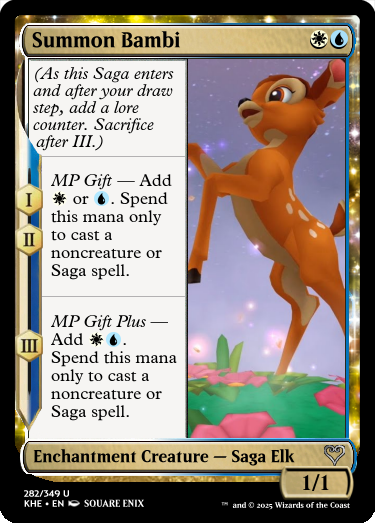 Summon Bambi
(As this Saga enters
and after your draw
step, add a lore
counter. Sacrifice
after III.)
I
II
MP Gift — Add
or . Spend
this mana only
to cast a
noncreature or
Saga spell.
III
MP Gift Plus —
Add .
Spend this mana
only to cast a
noncreature or
Saga spell.
Enchantment Creature — Saga Elk
1/1
282/349 U
KHE • EN SQUARE ENIX
™ and © 2025 Wizards of the Coast